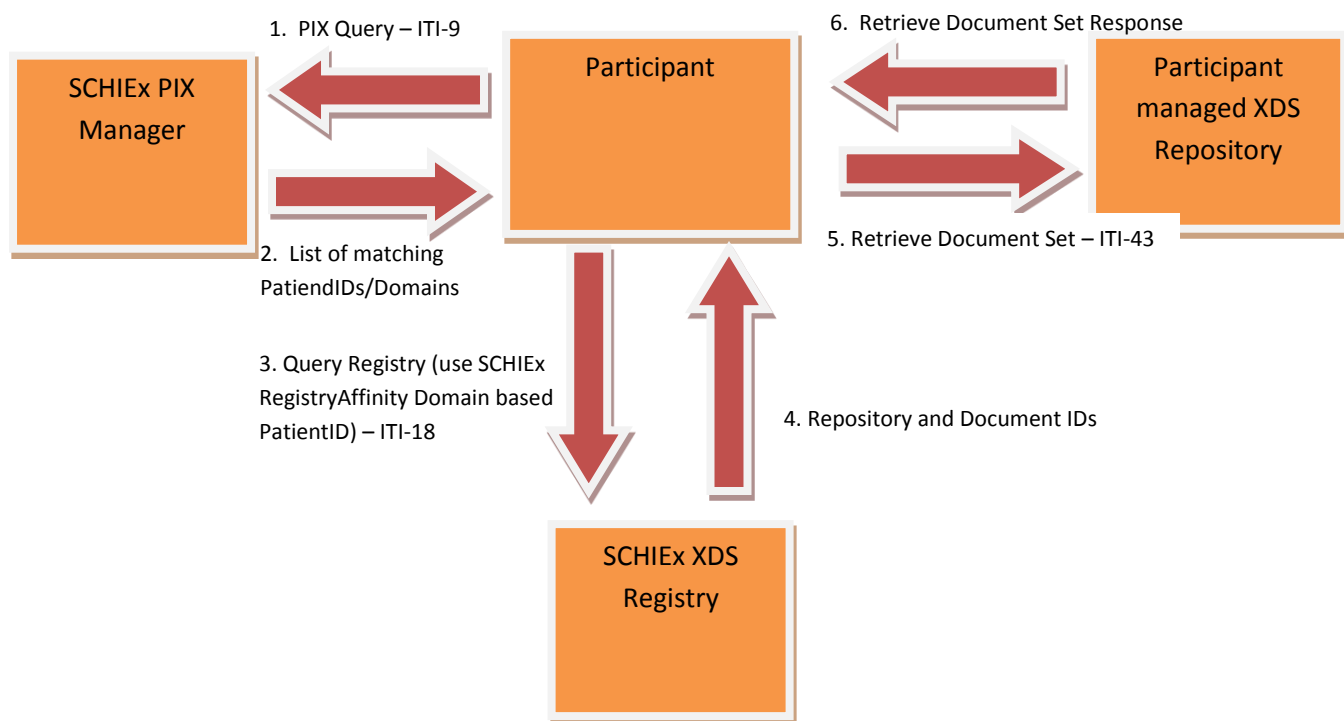 1. PIX Query – ITI-9
6. Retrieve Document Set Response
SCHIEx PIX
Manager
Participant
Participant
managed XDS
Repository
2. List of matching
PatiendIDs/Domains
5. Retrieve Document Set – ITI-43
3. Query Registry (use SCHIEx
RegistryAffinity Domain based
PatientID) – ITI-18
4. Repository and Document IDs
SCHIEx XDS
Registry